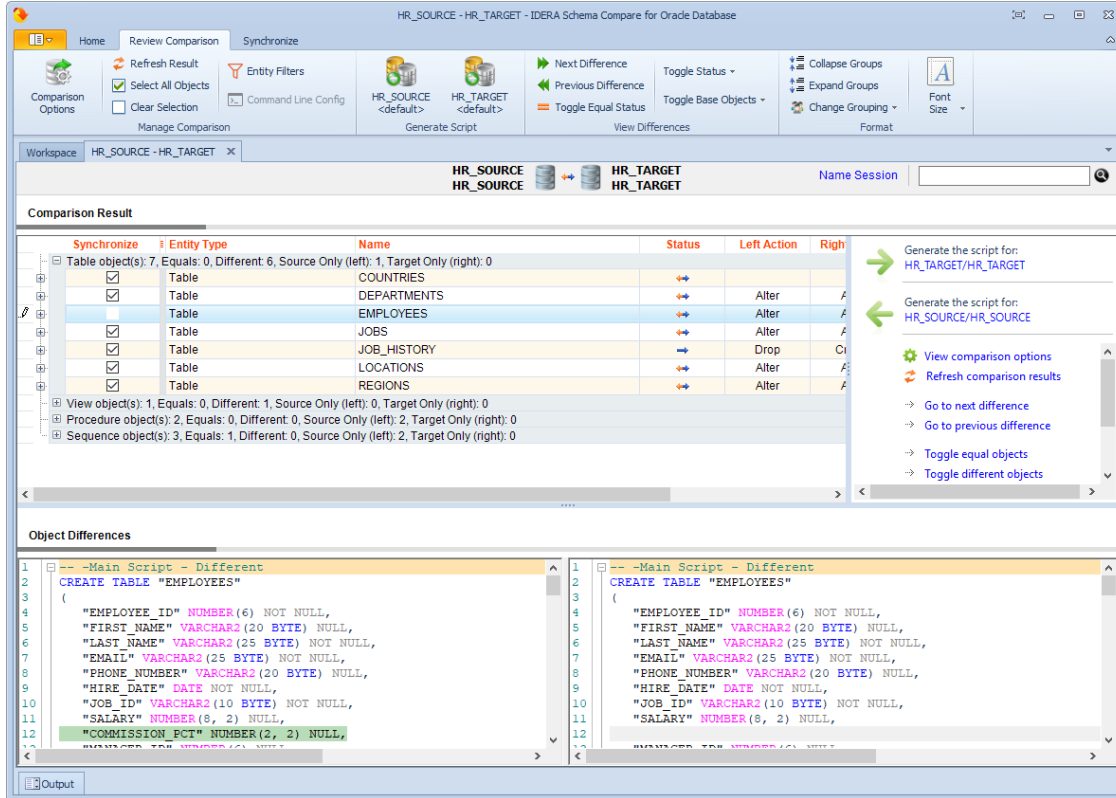 HR_SOURCE - HR_TARGET - IDERA Schema Compare for Oracle Database
Home Review Comparison Synchronize
Comparison Options
Refresh Result
Select All Objects
Clear Selection
Entity Filters
Command Line Config
Manage Comparison
HR_SOURCE <default>
HR_TARGET <default>
Generate Script
Next Difference
Previous Difference
Toggle Equal Status
Toggle Status
Toggle Base Objects
View Differences
Collapse Groups
Expand Groups
Change Grouping
Font Size
Format
Workspace HR_SOURCE - HR_TARGET
HR_SOURCE HR_TARGET
HR_SOURCE HR_TARGET
Name Session
Comparison Result
Synchronize Entity Type Name Status Left Action Righ
Table object(s): 7, Equals: 0, Different: 6, Source Only (left): 1, Target Only (right): 0
Table COUNTRIES
Table DEPARTMENTS Alter
Table EMPLOYEES Alter
Table JOBS Alter
Table JOB_HISTORY Drop
Table LOCATIONS Alter
Table REGIONS Alter
View object(s): 1, Equals: 0, Different: 1, Source Only (left): 0, Target Only (right): 0
Procedure object(s): 2, Equals: 0, Different: 0, Source Only (left): 2, Target Only (right): 0
Sequence object(s): 3, Equals: 1, Different: 0, Source Only (left): 2, Target Only (right): 0
Generate the script for:
HR_TARGET/HR_TARGET
Generate the script for:
HR_SOURCE/HR_SOURCE
View comparison options
Refresh comparison results
Go to next difference
Go to previous difference
Toggle equal objects
Toggle different objects
Object Differences
1 -- -Main Script - Different
2 CREATE TABLE "EMPLOYEES"
3 (
4 "EMPLOYEE_ID" NUMBER(6) NOT NULL,
5 "FIRST_NAME" VARCHAR2(20 BYTE) NULL,
6 "LAST_NAME" VARCHAR2(25 BYTE) NOT NULL,
7 "EMAIL" VARCHAR2(25 BYTE) NOT NULL,
8 "PHONE_NUMBER" VARCHAR2(20 BYTE) NULL,
9 "HIRE_DATE" DATE NOT NULL,
10 "JOB_ID" VARCHAR2(10 BYTE) NOT NULL,
11 "SALARY" NUMBER(8, 2) NULL,
12 "COMMISSION_PCT" NUMBER(2, 2) NULL,
1 -- -Main Script - Different
2 CREATE TABLE "EMPLOYEES"
3 (
4 "EMPLOYEE_ID" NUMBER(6) NOT NULL,
5 "FIRST_NAME" VARCHAR2(20 BYTE) NULL,
6 "LAST_NAME" VARCHAR2(25 BYTE) NOT NULL,
7 "EMAIL" VARCHAR2(25 BYTE) NOT NULL,
8 "PHONE_NUMBER" VARCHAR2(20 BYTE) NULL,
9 "HIRE_DATE" DATE NOT NULL,
10 "JOB_ID" VARCHAR2(10 BYTE) NOT NULL,
11 "SALARY" NUMBER(8, 2) NULL,
12
Output